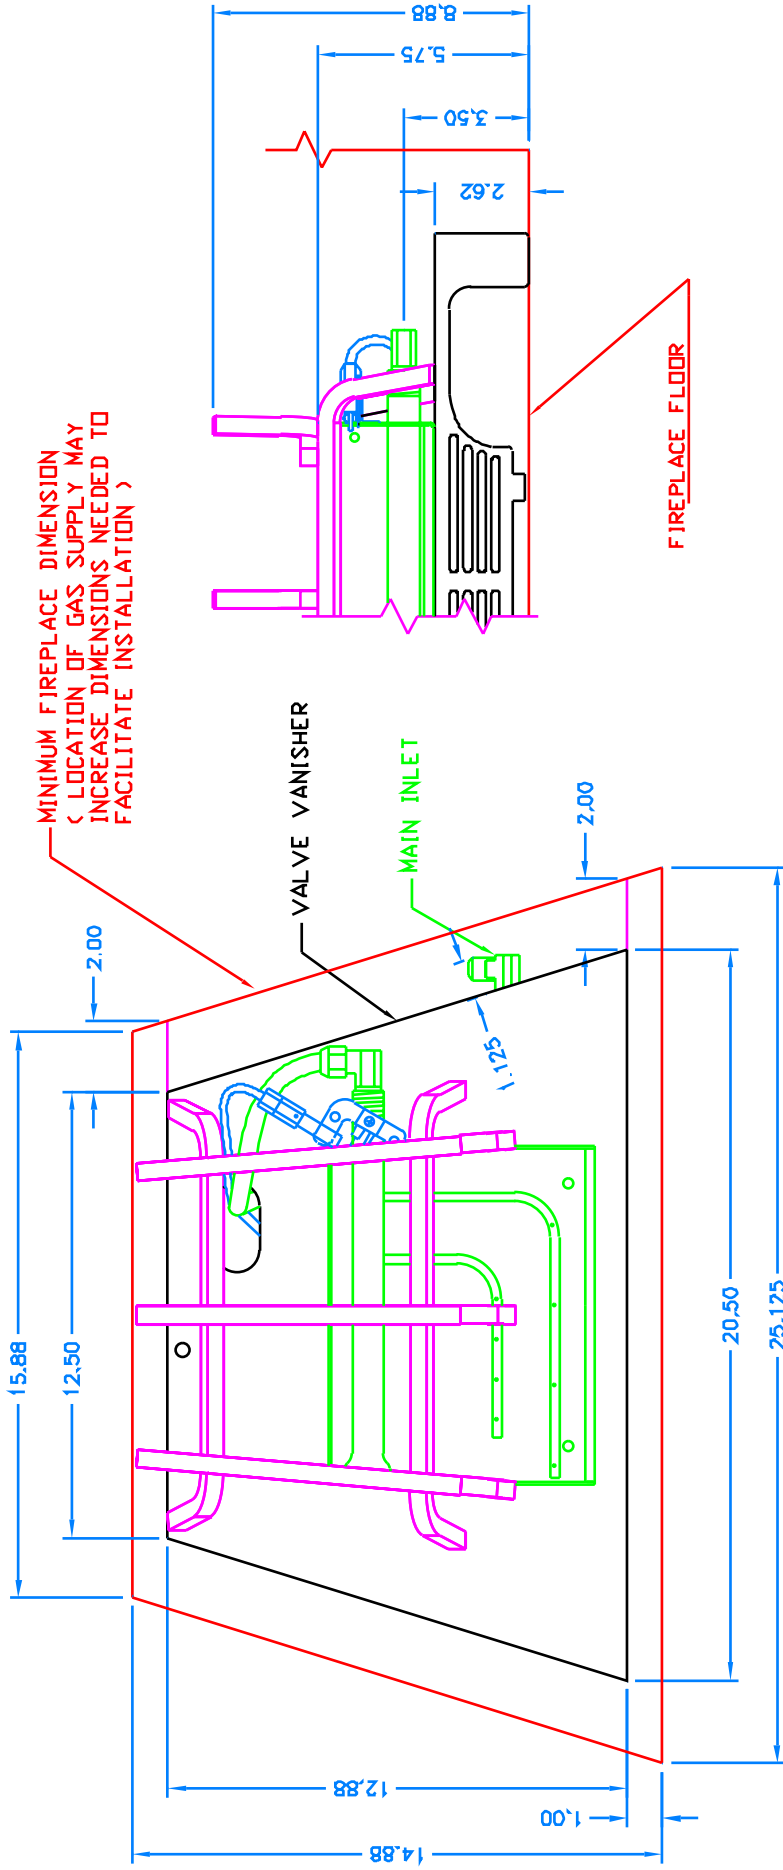 MINIMUM FIREPLACE DIMENSION
( LOCATION OF GAS SUPPLY MAY
INCREASE DIMENSIONS NEEDED TO
FACILITATE INSTALLATION )
VALVE VANISHER
MAIN INLET
FIREPLACE FLOOR
15.88
12.50
2.00
2.00
1.125
20.50
25.125
14.88
12.88
1.00
8.88
5.75
3.50
2.62